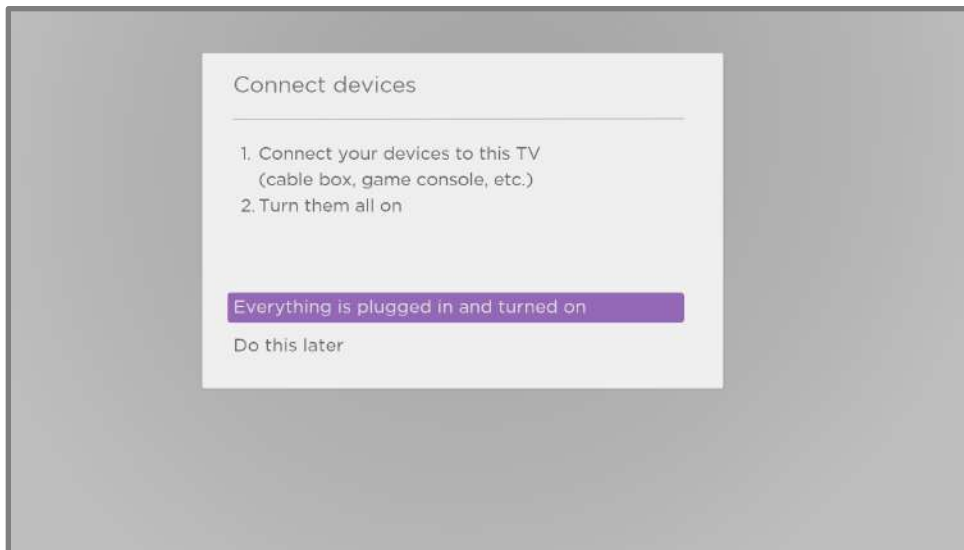 Connect devices
1. Connect your devices to this TV
(cable box, game console, etc.)
2. Turn them all on
Everything is plugged in and turned on
Do this later